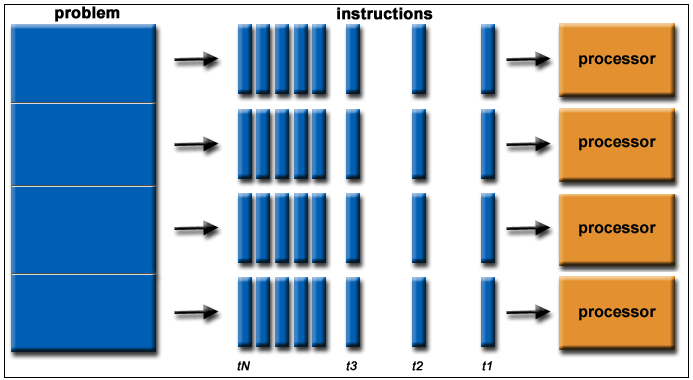 problem
instructions
processor
processor
processor
processor
tN t3 t2 t1